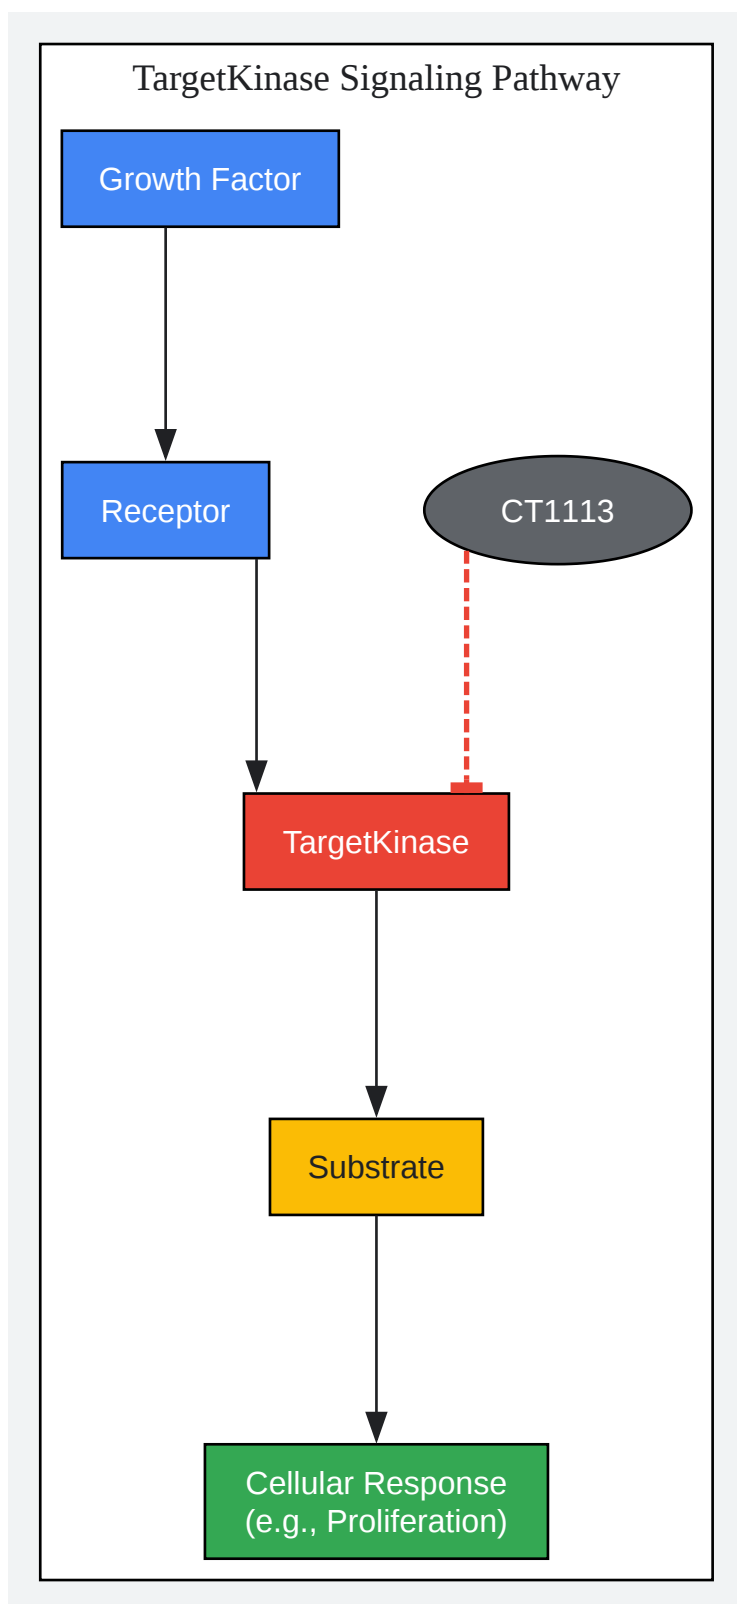 TargetKinase Signaling Pathway
Growth Factor
Receptor
CT1113
TargetKinase
Substrate
Cellular Response
(e.g., Proliferation)